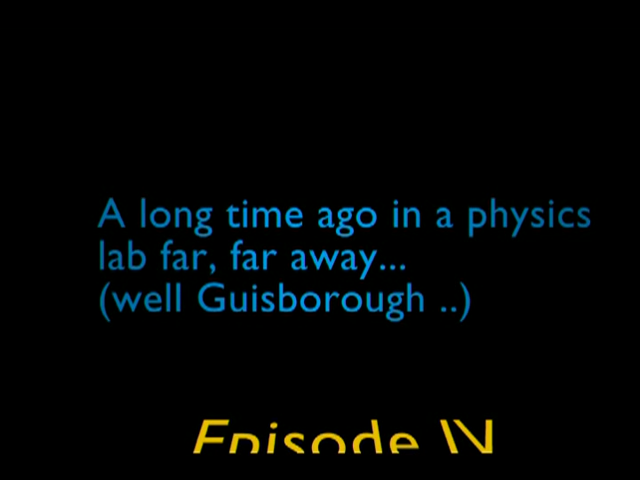 A long time ago in a physics
lab far, far away...
(well Guisborough ..)
Episode IV